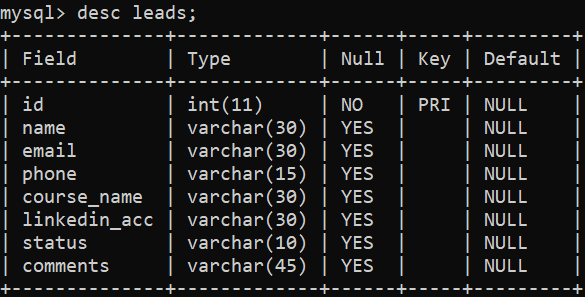 mysql> desc leads;
+--------------+-------------+------+-----+---------+
| Field        | Type        | Null | Key | Default |
+--------------+-------------+------+-----+---------+
| id           | int(11)     | NO   | PRI | NULL    |
| name         | varchar(30) | YES  |     | NULL    |
| email        | varchar(30) | YES  |     | NULL    |
| phone        | varchar(15) | YES  |     | NULL    |
| course_name  | varchar(30) | YES  |     | NULL    |
| linkedin_acc | varchar(30) | YES  |     | NULL    |
| status       | varchar(10) | YES  |     | NULL    |
| comments     | varchar(45) | YES  |     | NULL    |
+--------------+-------------+------+-----+---------+